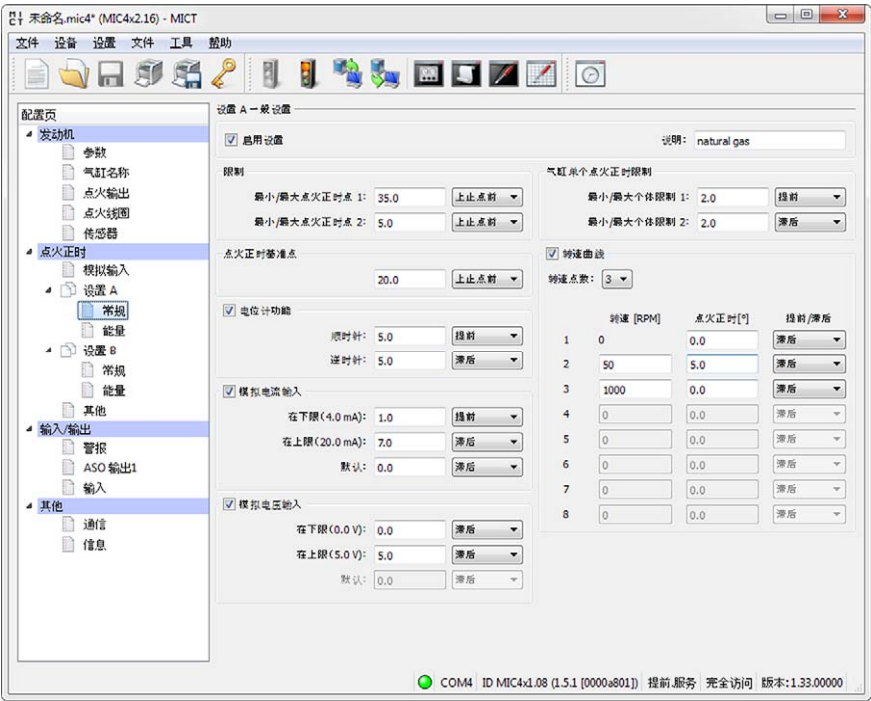 未命名.mic4* (MIC4x2.16) - MICT
文件 设备 设置 文件 工具 帮助
配置页
发动机
参数
气缸名称
点火输出
点火线圈
传感器
点火正时
模拟输入
设置 A
常规
能量
设置 B
常规
能量
其他
输入/输出
警报
ASO 输出1
输入
其他
通信
信息
设置 A 一般设置
启用设置
说明: natural gas
限制
最小/最大点火正时点 1: 35.0 上止点前
最小/最大点火正时点 2: 5.0 上止点前
气缸单个点火正时限制
最小/最大个体限制 1: 2.0 提前
最小/最大个体限制 2: 2.0 滞后
点火正时基准点
20.0 上止点前
电位计功能
顺时针: 5.0 提前
逆时针: 5.0 滞后
模拟电流输入
在下限(4.0 mA): 1.0 提前
在上限(20.0 mA): 7.0 滞后
默认: 0.0 滞后
模拟电压输入
在下限(0.0 V): 0.0 滞后
在上限(5.0 V): 5.0 滞后
默认: 0.0 滞后
转速曲线
转速点数: 3
转速 [RPM] 点火正时[°] 提前/滞后
1 0 0.0 滞后
2 50 5.0 滞后
3 1000 0.0 滞后
4 0 0.0 滞后
5 0 0.0 滞后
6 0 0.0 滞后
7 0 0.0 滞后
8 0 0.0 滞后
COM4 ID MIC4x1.08 (1.5.1 [0000a801]) 提前.服务 完全访问 版本:1.33.00000